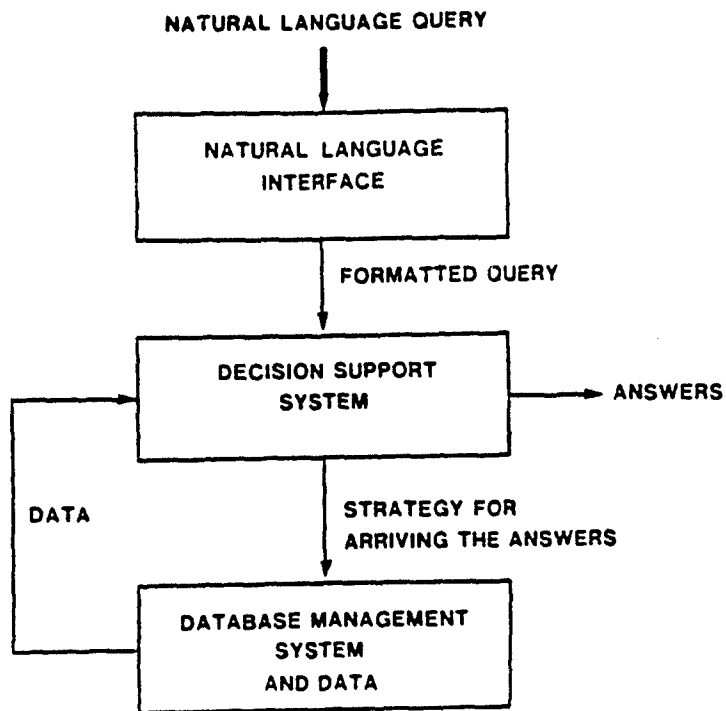 NATURAL LANGUAGE QUERY
NATURAL LANGUAGE
INTERFACE
FORMATTED QUERY
DECISION SUPPORT
SYSTEM
ANSWERS
DATA
STRATEGY FOR
ARRIVING THE ANSWERS
DATABASE MANAGEMENT
SYSTEM
AND DATA